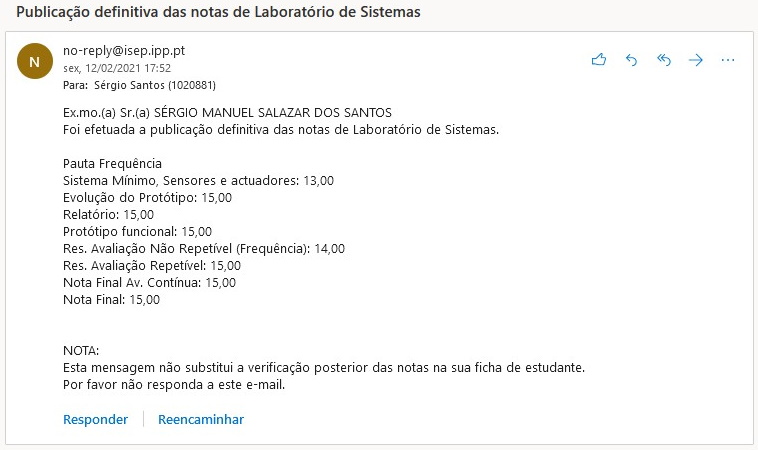 Publicação definitiva das notas de Laboratório de Sistemas
N
no-reply@isep.ipp.pt
sex, 12/02/2021 17:52
Para: Sérgio Santos (1020881)
Ex.mo.(a) Sr.(a) SÉRGIO MANUEL SALAZAR DOS SANTOS
Foi efetuada a publicação definitiva das notas de Laboratório de Sistemas.
Pauta Frequência
Sistema Mínimo, Sensores e actuadores: 13,00
Evolução do Protótipo: 15,00
Relatório: 15,00
Protótipo funcional: 15,00
Res. Avaliação Não Repetível (Frequência): 14,00
Res. Avaliação Repetível: 15,00
Nota Final Av. Contínua: 15,00
Nota Final: 15,00
NOTA:
Esta mensagem não substitui a verificação posterior das notas na sua ficha de estudante.
Por favor não responda a este e-mail.
Responder Reencaminhar